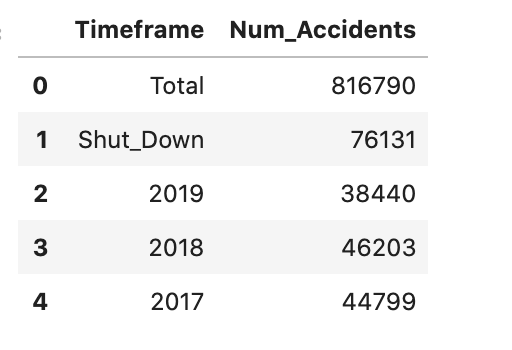 Timeframe Num_Accidents
0 Total 816790
1 Shut_Down 76131
2 2019 38440
3 2018 46203
4 2017 44799